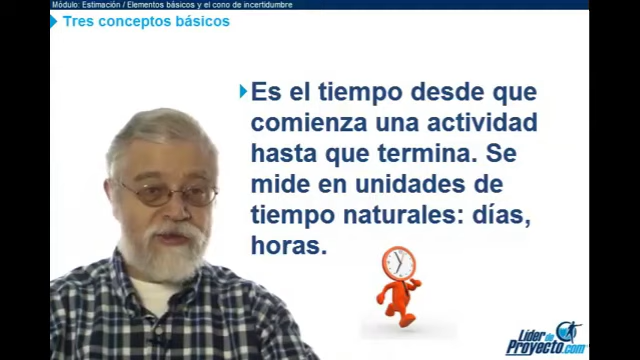 Módulo: Estimación / Elementos básicos y el cono de incertidumbre
Tres conceptos básicos
Es el tiempo desde que
comienza una actividad
hasta que termina. Se
mide en unidades de
tiempo naturales: días,
horas.
Líder de
Proyecto.com